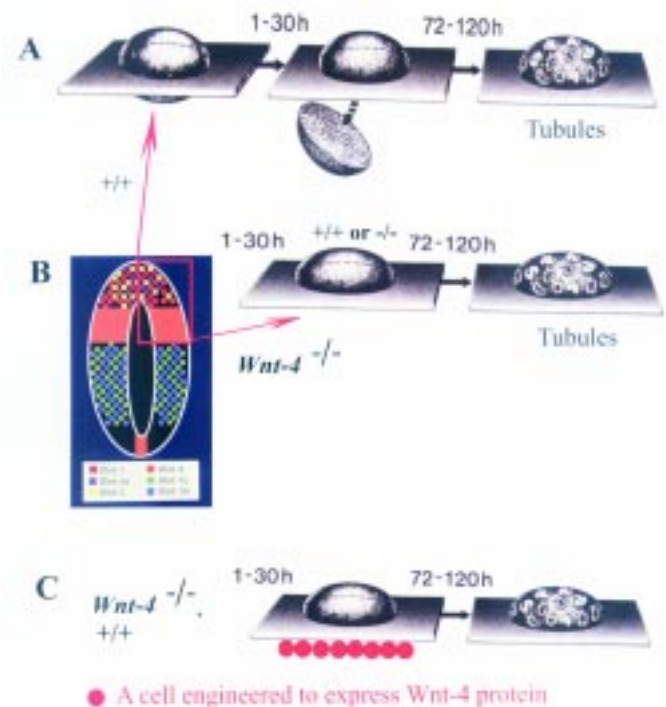 1-30h 72-120h
A
Tubules
+/+
1-30h +/+ or -/- 72-120h
B
Tubules
Wnt-4 -/-
1-30h 72-120h
C
Wnt-4 -/-,
+/+
A cell engineered to express Wnt-4 protein